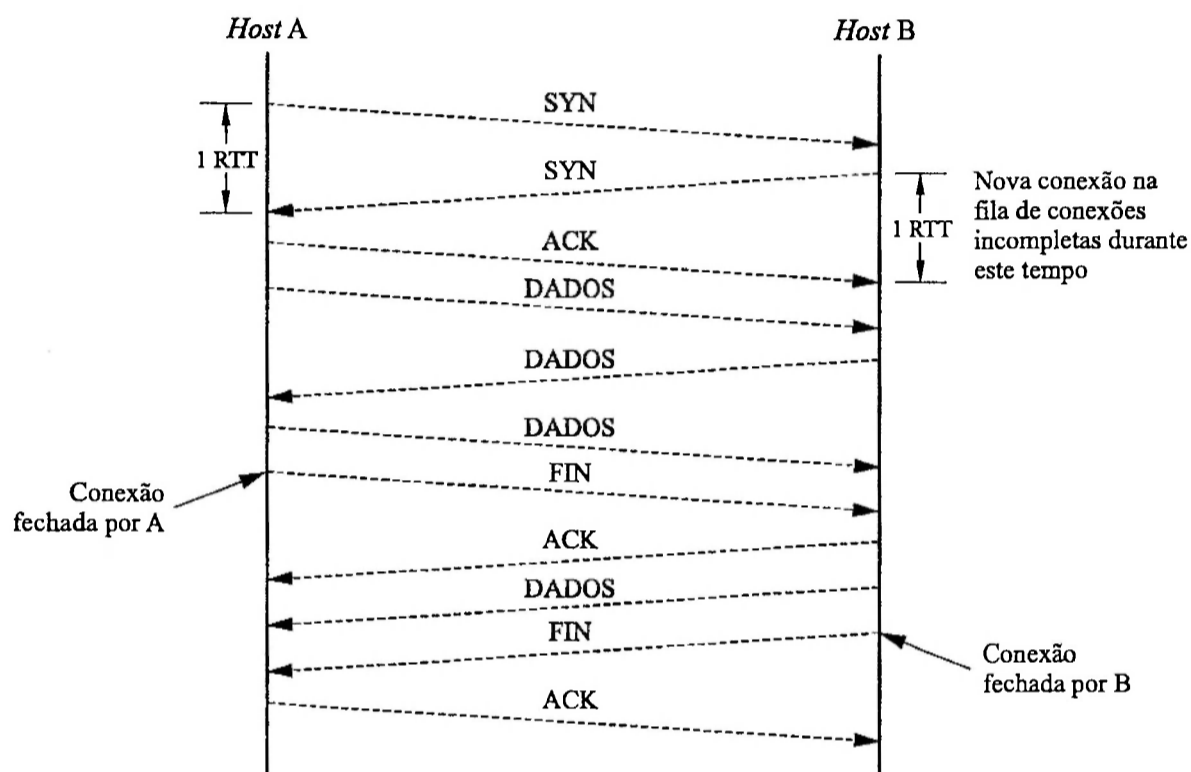 Host A
Host B
SYN
1 RTT
SYN
Nova conexão na
fila de conexões
incompletas durante
este tempo
1 RTT
ACK
DADOS
DADOS
DADOS
FIN
Conexão
fechada por A
ACK
DADOS
FIN
Conexão
fechada por B
ACK